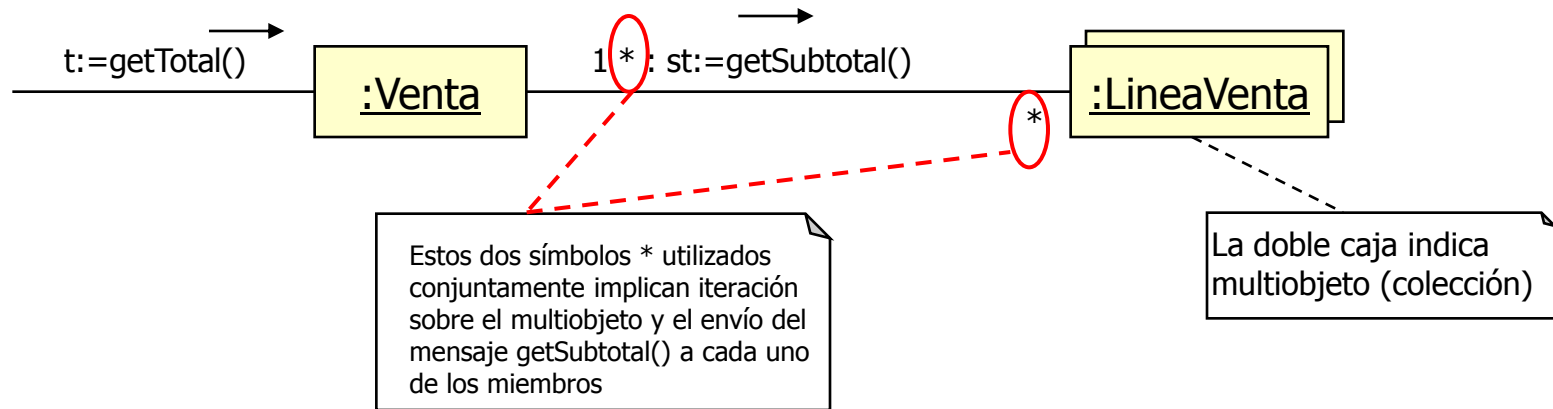 t:=getTotal()
:Venta
1 * : st:=getSubtotal()
*
:LineaVenta
Estos dos símbolos * utilizados
conjuntamente implican iteración
sobre el multiobjeto y el envío del
mensaje getSubtotal() a cada uno
de los miembros
La doble caja indica
multiobjeto (colección)